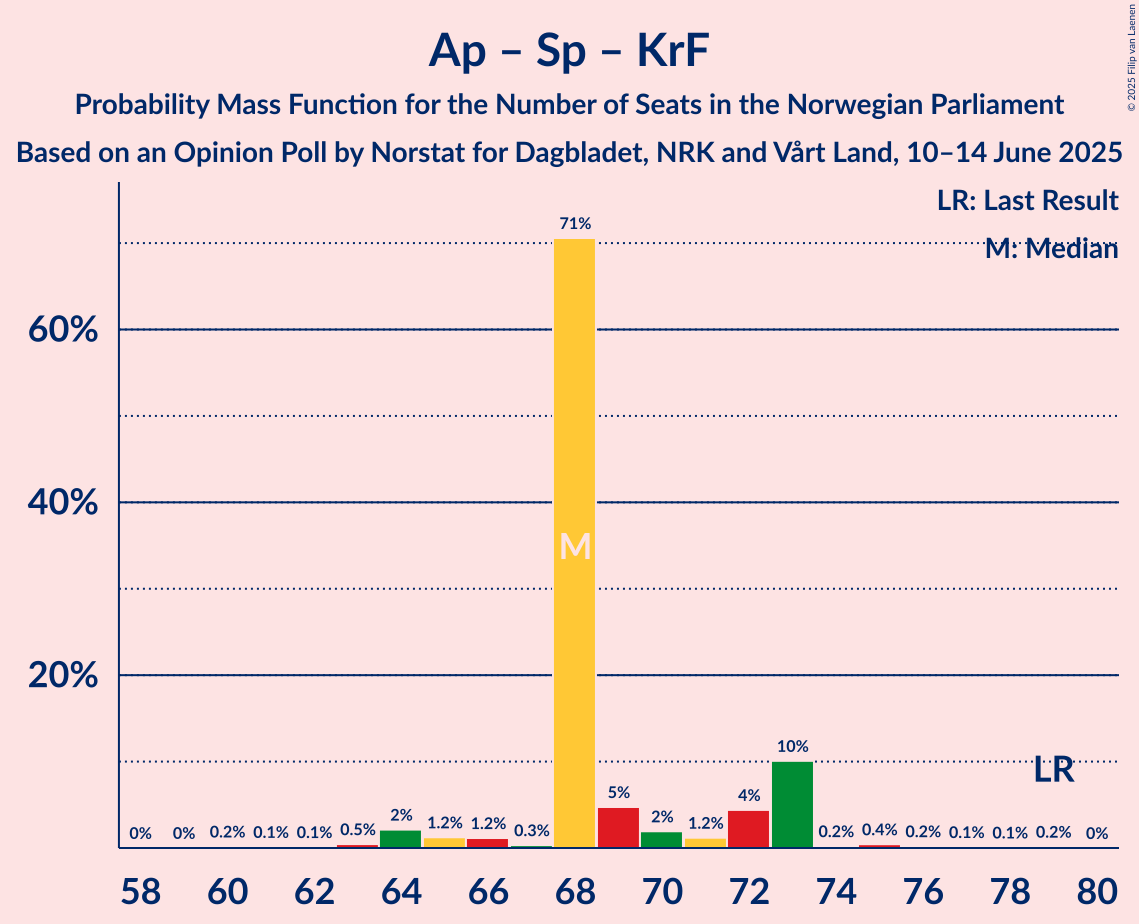 Ap – Sp – KrF
Probability Mass Function for the Number of Seats in the Norwegian Parliament
Based on an Opinion Poll by Norstat for Dagbladet, NRK and Vårt Land, 10–14 June 2025
© 2025 Filip van Laenen
LR: Last Result
M: Median
60%
40%
20%
0% 0% 0.2% 0.1% 0.1% 0.5% 2% 1.2% 1.2% 0.3% 71% 5% 2% 1.2% 4% 10% 0.2% 0.4% 0.2% 0.1% 0.1% 0.2% 0%
M
LR
58 60 62 64 66 68 70 72 74 76 78 80